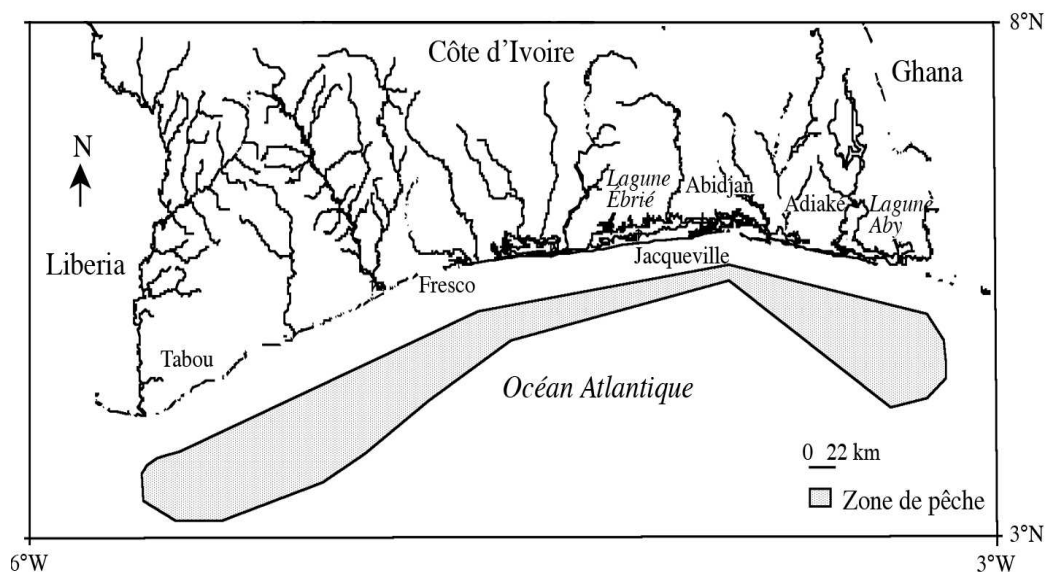 8°N
Côte d'Ivoire
Ghana
N
Lagune
Ébrié
Abidjan
Adiaké
Lagune
Aby
Liberia
Jacqueville
Fresco
Tabou
Océan Atlantique
0 22 km
Zone de pêche
3°N
6°W
3°W